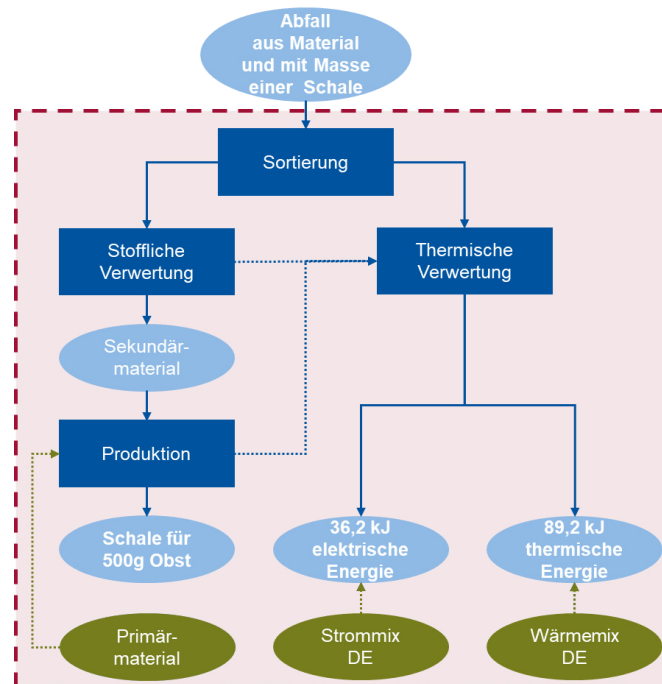 Abfall
aus Material
und mit Masse
einer Schale
Sortierung
Stoffliche
Verwertung
Thermische
Verwertung
Sekundär-
material
Produktion
Schale für
500g Obst
36,2 kJ
elektrische
Energie
89,2 kJ
thermische
Energie
Primär-
material
Strommix
DE
Wärmemix
DE